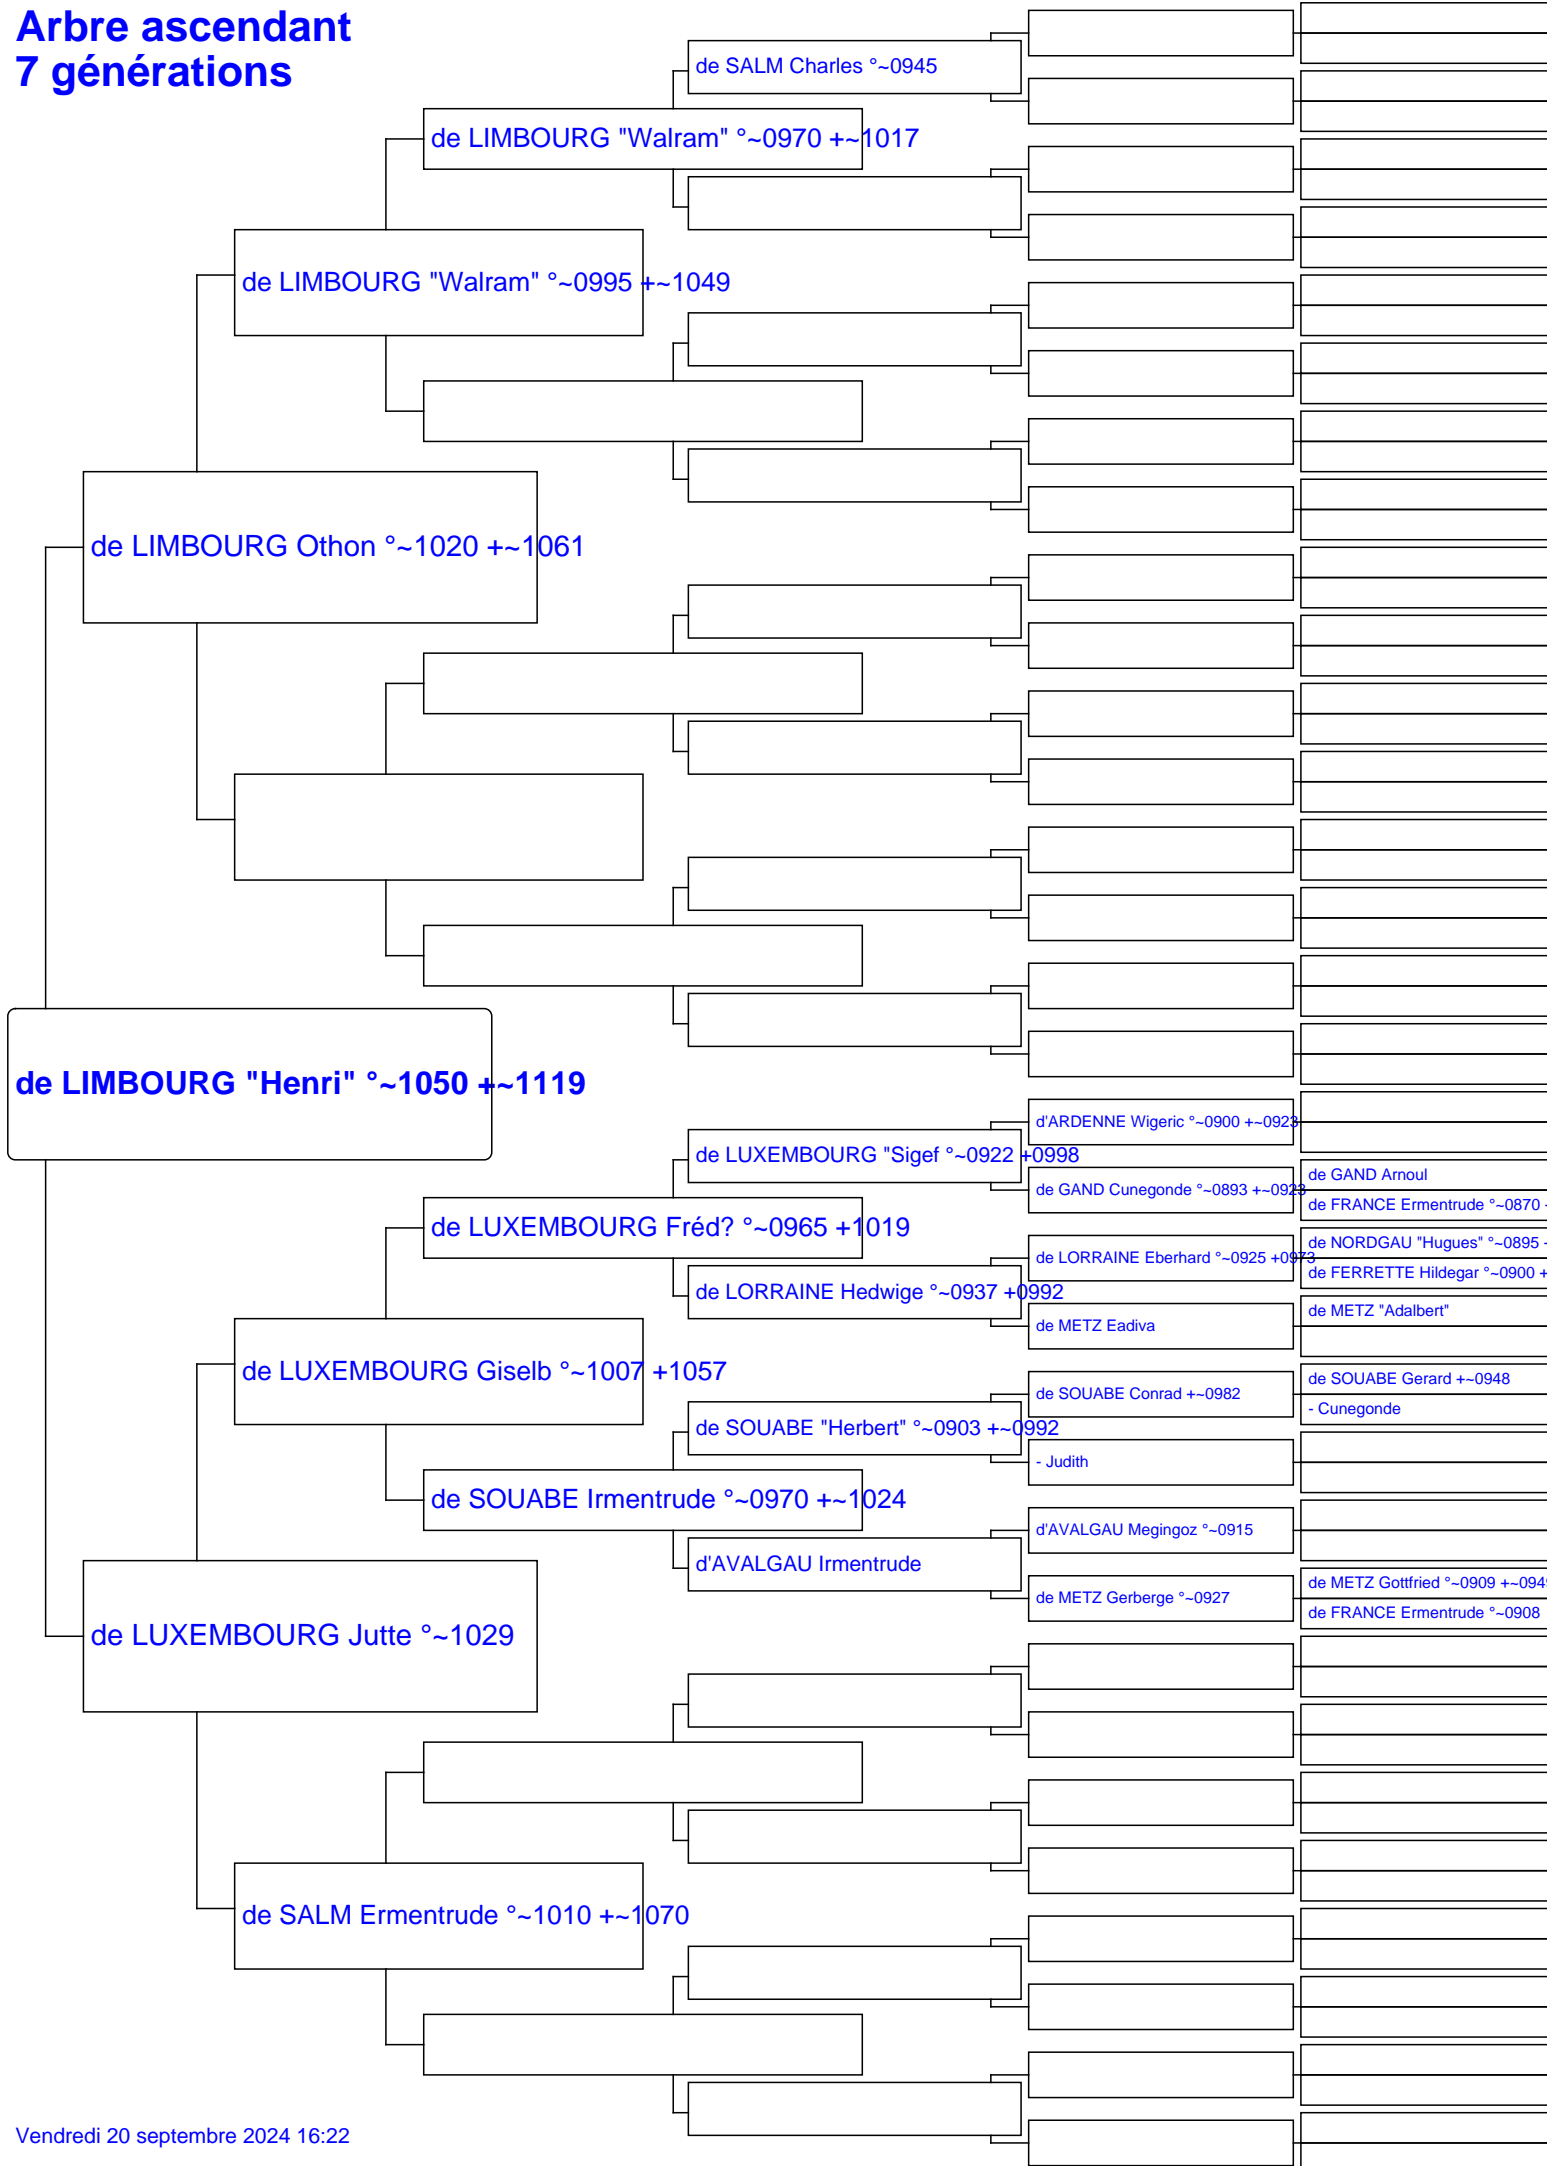 Arbre ascendant
7 générations
de SALM Charles °~0945
de LIMBOURG "Walram" °~0970 +~1017
de LIMBOURG "Walram" °~0995 +~1049
de LIMBOURG Othon °~1020 +~1061
de LIMBOURG "Henri" °~1050 +~1119
d'ARDENNE Wigeric °~0900 +~0923
de LUXEMBOURG "Sigef °~0922 +0998
de GAND Arnoul
de GAND Cunegonde °~0893 +~0923
de FRANCE Ermentrude °~0870 -
de LUXEMBOURG Fréd? °~0965 +1019
de NORDGAU "Hugues" °~0895 -
de LORRAINE Eberhard °~0925 +0973
de FERRETTE Hildegar °~0900 +
de LORRAINE Hedwige °~0937 +0992
de METZ "Adalbert"
de METZ Eadiva
de LUXEMBOURG Giselb °~1007 +1057
de SOUABE Gerard +~0948
de SOUABE Conrad +~0982
- Cunegonde
de SOUABE "Herbert" °~0903 +~0992
- Judith
de SOUABE Irmentrude °~0970 +~1024
d'AVALGAU Megingoz °~0915
d'AVALGAU Irmentrude
de METZ Gottfried °~0909 +~0949
de METZ Gerberge °~0927
de FRANCE Ermentrude °~0908
de LUXEMBOURG Jutte °~1029
de SALM Ermentrude °~1010 +~1070
Vendredi 20 septembre 2024 16:22